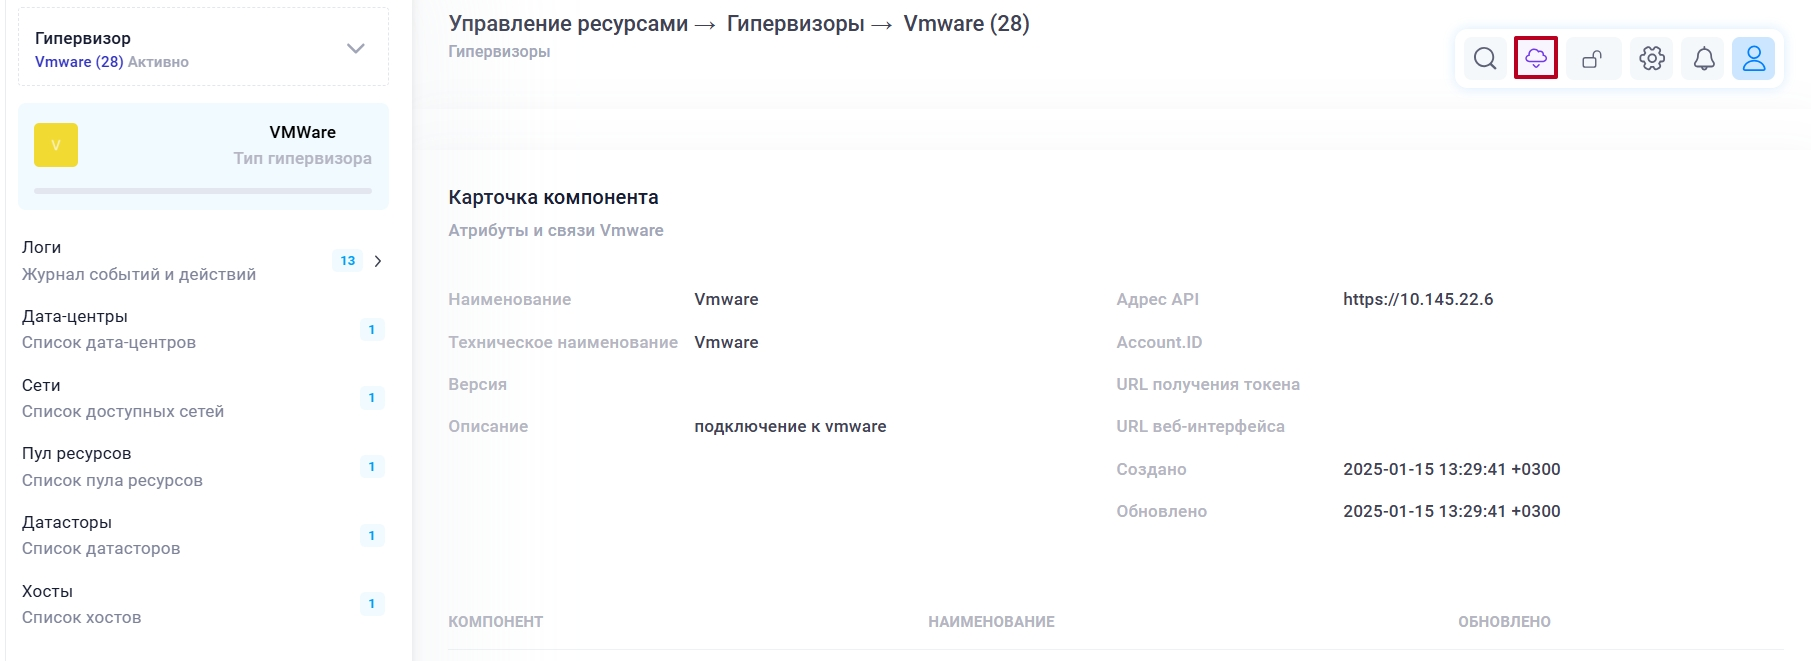 Гипервизор
Vmware (28) Активно
V
VMWare
Тип гипервизора
Логи
Журнал событий и действий
13
Дата-центры
Список дата-центров
1
Сети
Список доступных сетей
1
Пул ресурсов
Список пула ресурсов
1
Датасторы
Список датасторов
1
Хосты
Список хостов
1
Управление ресурсами → Гипервизоры → Vmware (28)
Гипервизоры
Карточка компонента
Атрибуты и связи Vmware
Наименование Vmware
Техническое наименование Vmware
Версия
Описание подключение к vmware
Адрес API https://10.145.22.6
Account.ID
URL получения токена
URL веб-интерфейса
Создано 2025-01-15 13:29:41 +0300
Обновлено 2025-01-15 13:29:41 +0300
КОМПОНЕНТ НАИМЕНОВАНИЕ ОБНОВЛЕНО